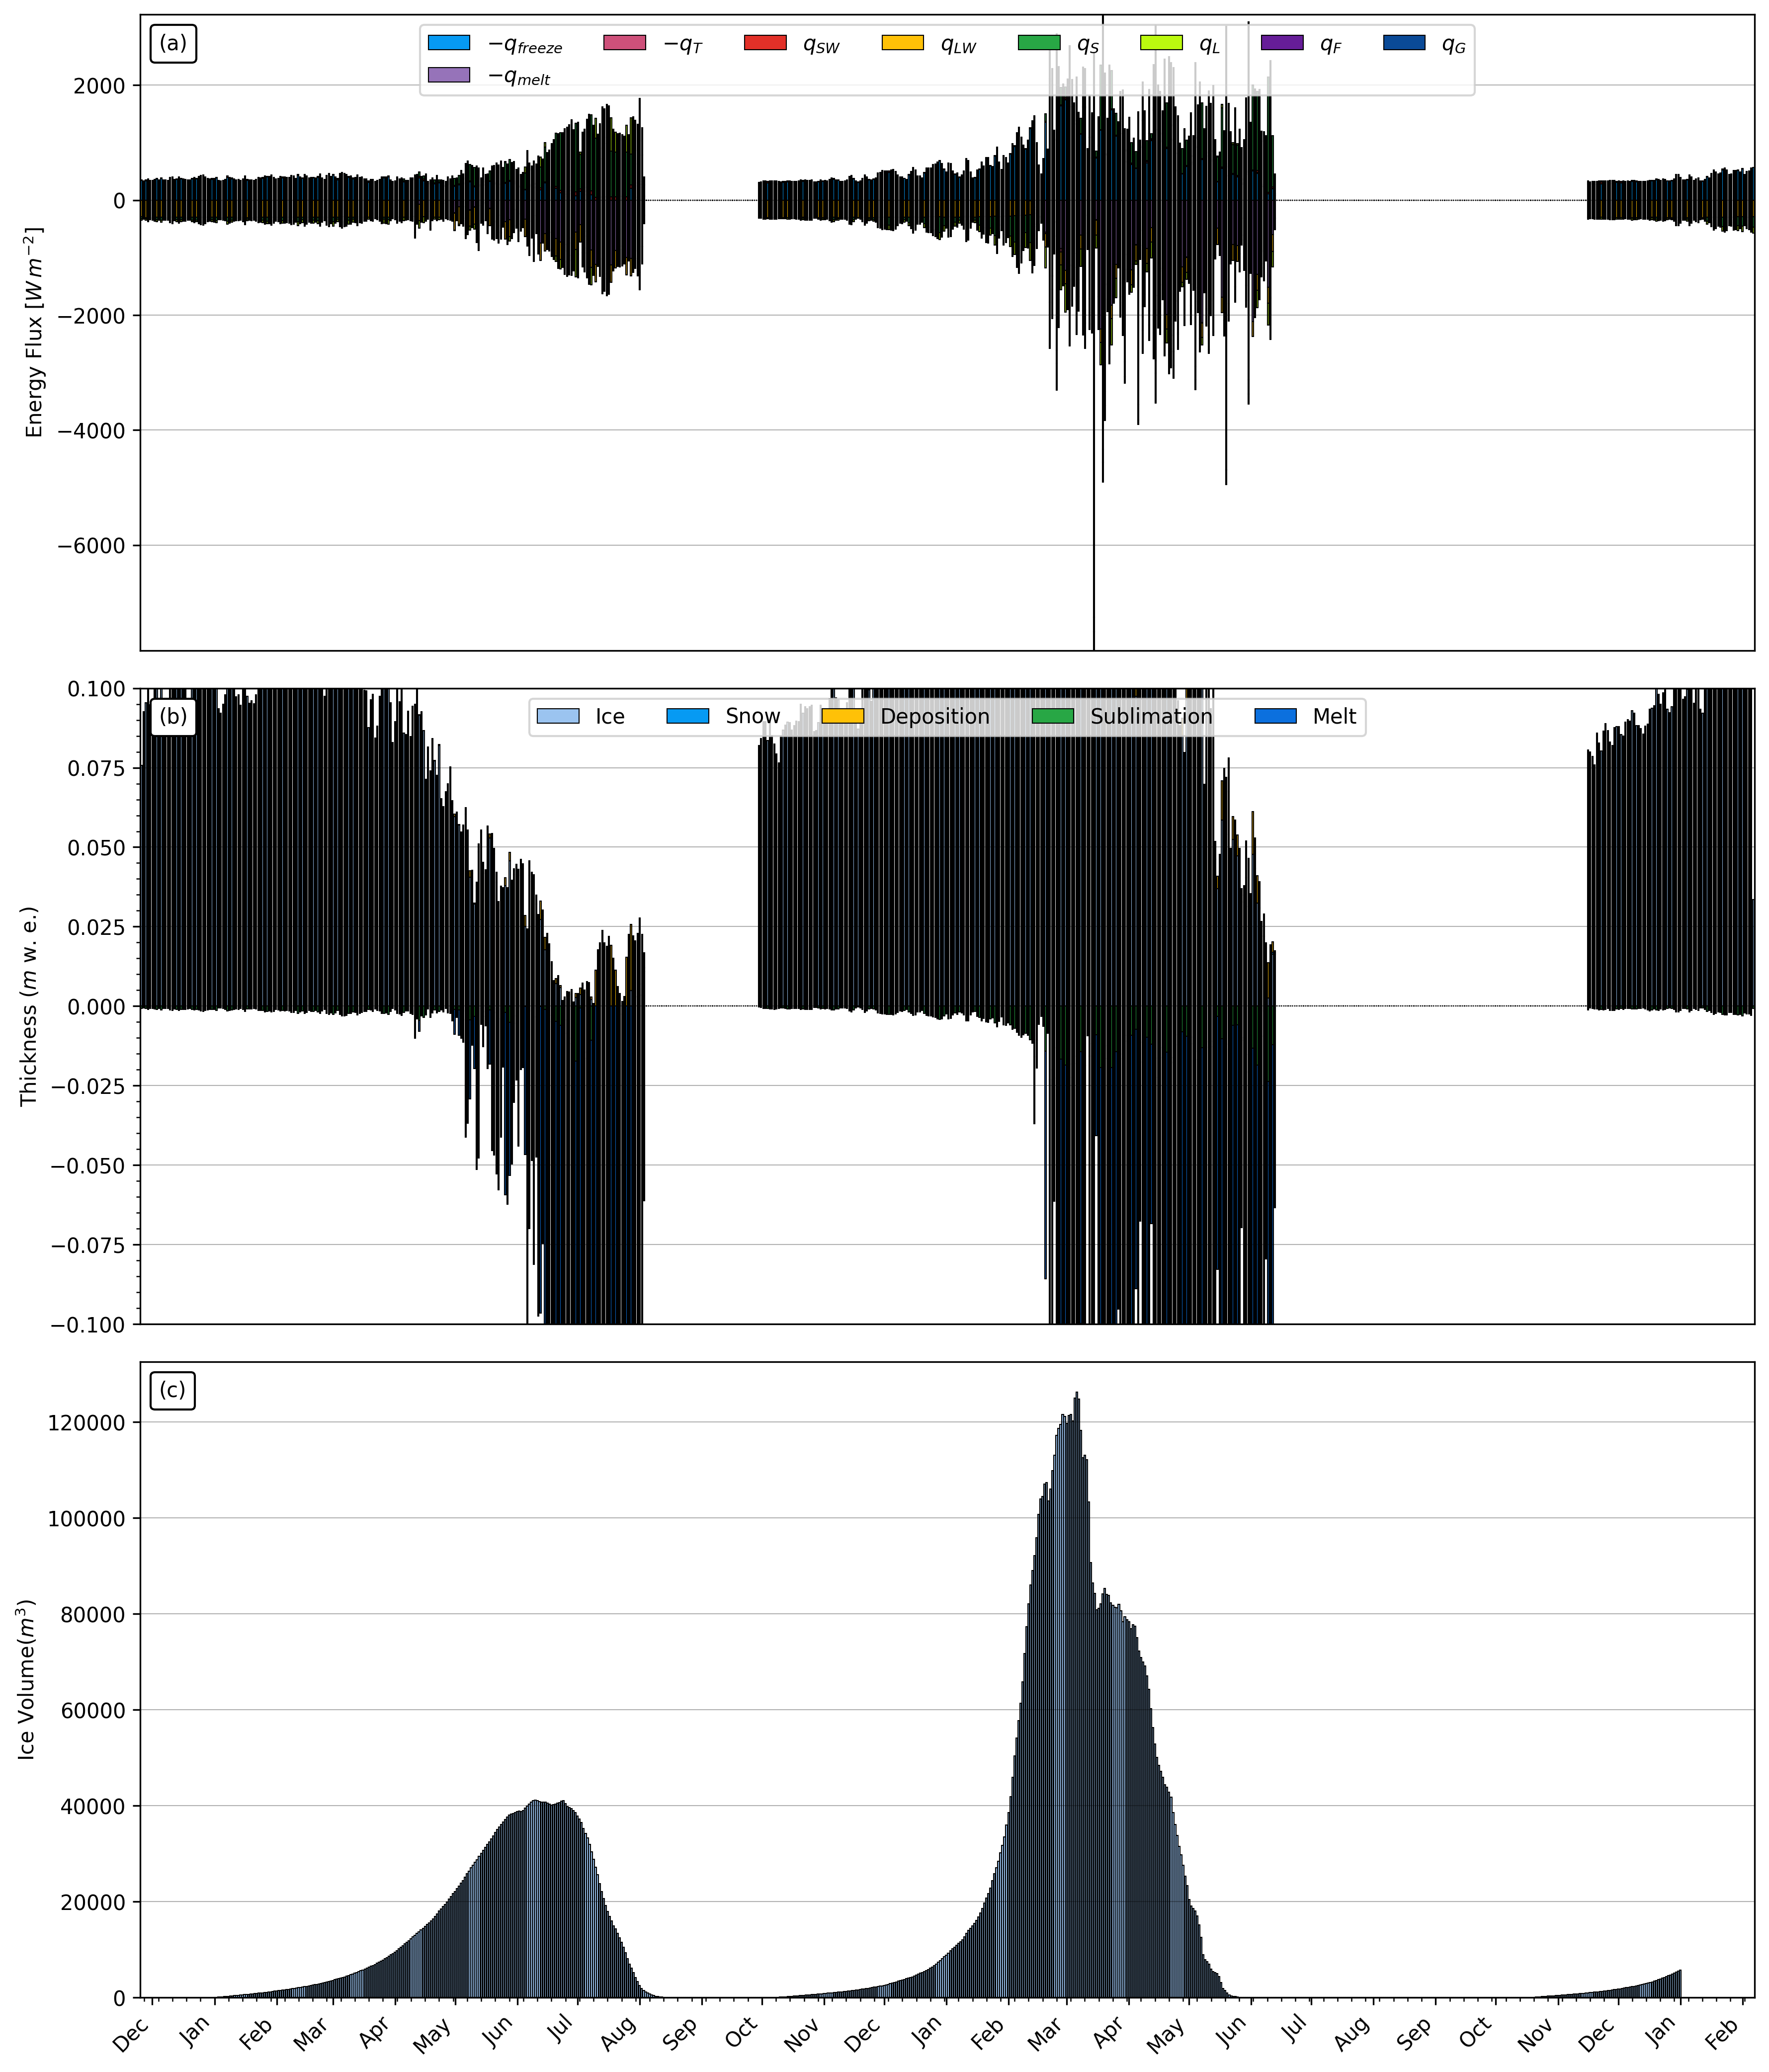 (a)
−q_freeze −q_T q_SW q_LW q_S q_L q_F q_G
−q_melt
2000
0
−2000
−4000
−6000
Energy Flux [W m⁻²]
(b)
Ice Snow Deposition Sublimation Melt
0.100
0.075
0.050
0.025
0.000
−0.025
−0.050
−0.075
−0.100
Thickness (m w. e.)
(c)
120000
100000
80000
60000
40000
20000
0
Ice Volume(m³)
Dec Jan Feb Mar Apr May Jun Jul Aug Sep Oct Nov Dec Jan Feb Mar Apr May Jun Jul Aug Sep Oct Nov Dec Jan Feb